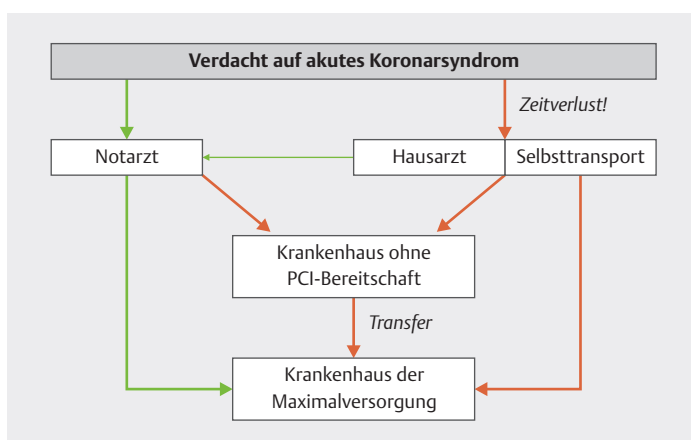 Verdacht auf akutes Koronarsyndrom
Zeitverlust!
Notarzt
Hausarzt
Selbsttransport
Krankenhaus ohne
PCI-Bereitschaft
Transfer
Krankenhaus der
Maximalversorgung